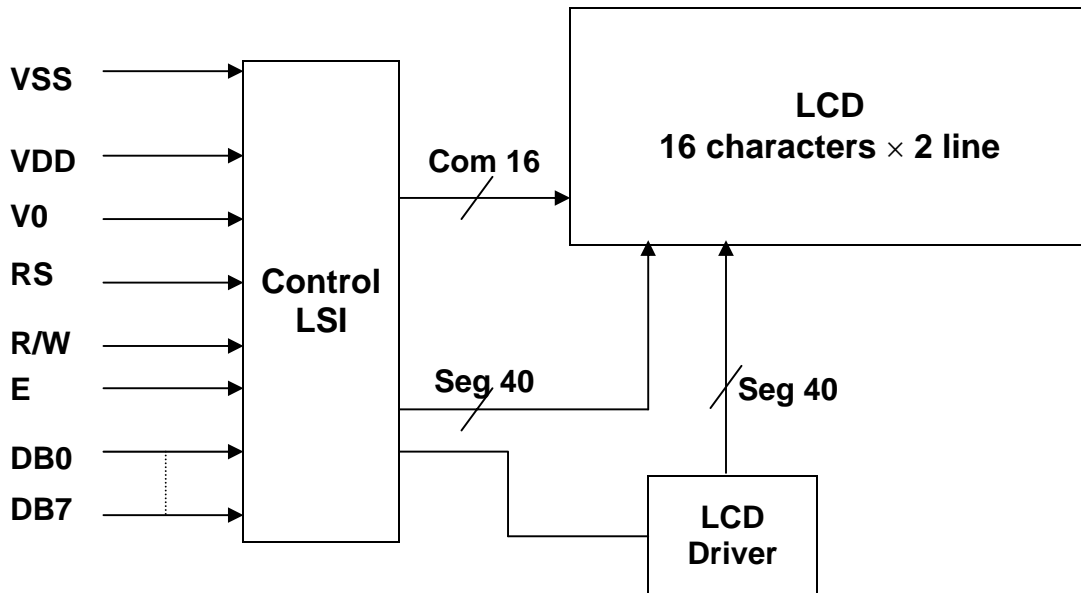 VSS
VDD
V0
RS
R/W
E
DB0
DB7
Control
LSI
Com 16
Seg 40
LCD
16 characters × 2 line
Seg 40
LCD
Driver